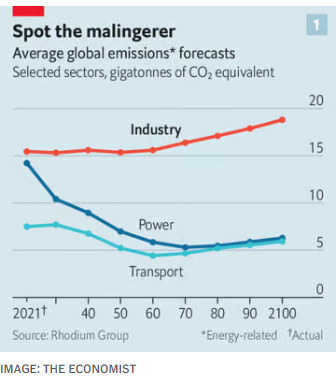 Spot the malingerer
1
Average global emissions* forecasts
Selected sectors, gigatonnes of CO₂ equivalent
20
Industry
15
10
Power
5
Transport
0
2021† 40 50 60 70 80 90 2100
Source: Rhodium Group *Energy-related †Actual
IMAGE: THE ECONOMIST